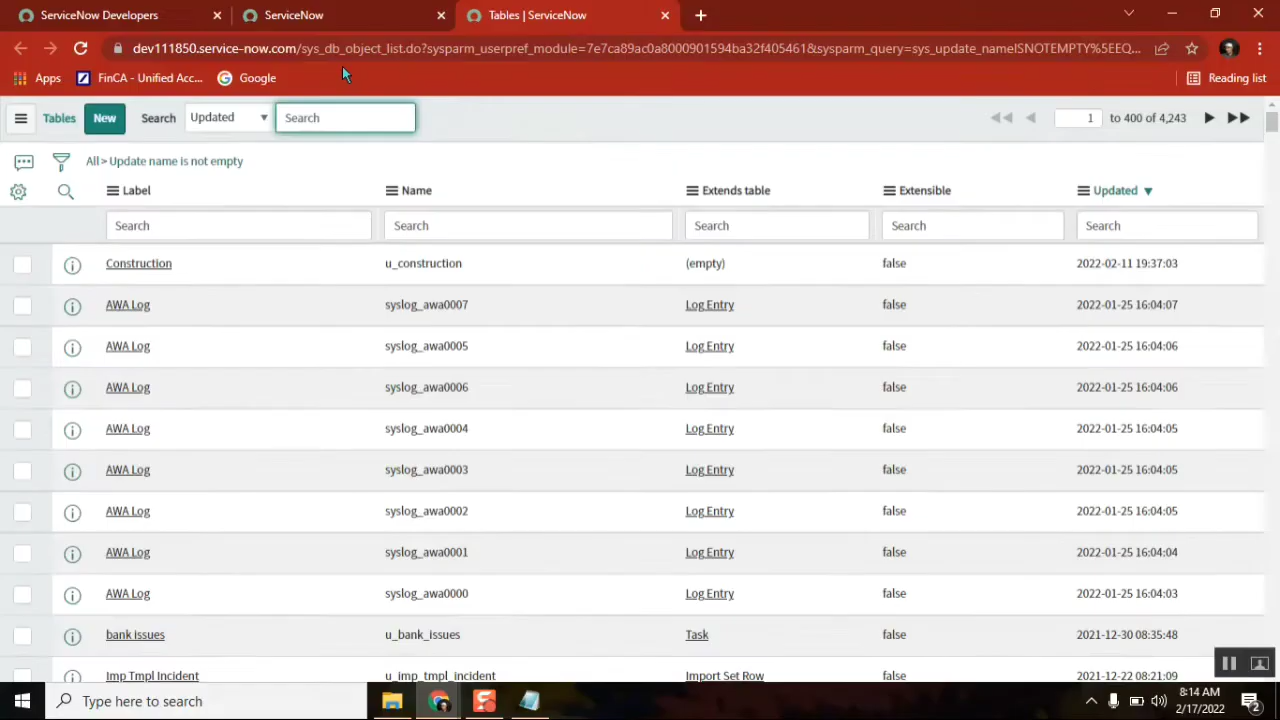 ServiceNow Developers
ServiceNow
Tables | ServiceNow
dev111850.service-now.com/sys_db_object_list.do?sysparm_userpref_module=7e7ca89ac0a8000901594ba32f405461&sysparm_query=sys_update_nameISNOTEMPTY%5EEQ...
Apps
FinCA - Unified Acc...
Google
Reading list
Tables
New
Search
Updated
Search
1
to 400 of 4,243
All > Update name is not empty
Label Name Extends table Extensible Updated
Search Search Search Search Search
Construction u_construction (empty) false 2022-02-11 19:37:03
AWA Log syslog_awa0007 Log Entry false 2022-01-25 16:04:07
AWA Log syslog_awa0005 Log Entry false 2022-01-25 16:04:06
AWA Log syslog_awa0006 Log Entry false 2022-01-25 16:04:06
AWA Log syslog_awa0004 Log Entry false 2022-01-25 16:04:05
AWA Log syslog_awa0003 Log Entry false 2022-01-25 16:04:05
AWA Log syslog_awa0002 Log Entry false 2022-01-25 16:04:05
AWA Log syslog_awa0001 Log Entry false 2022-01-25 16:04:04
AWA Log syslog_awa0000 Log Entry false 2022-01-25 16:04:03
bank issues u_bank_issues Task false 2021-12-30 08:35:48
Imp Tmpl Incident u_imp_tmpl_incident Import Set Row false 2021-12-22 08:21:09
Type here to search
8:14 AM
2/17/2022
2